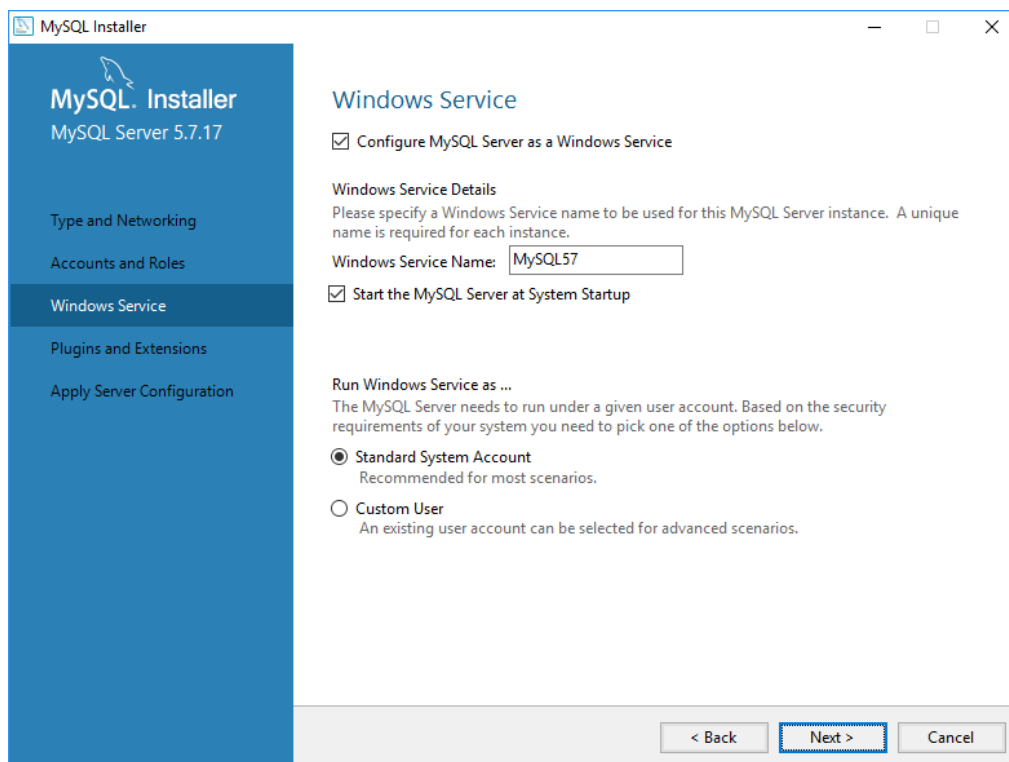 MySQL Installer
MySQL. Installer
MySQL Server 5.7.17
Type and Networking
Accounts and Roles
Windows Service
Plugins and Extensions
Apply Server Configuration
Windows Service
Configure MySQL Server as a Windows Service
Windows Service Details
Please specify a Windows Service name to be used for this MySQL Server instance.  A unique
name is required for each instance.
Windows Service Name: MySQL57
Start the MySQL Server at System Startup
Run Windows Service as ...
The MySQL Server needs to run under a given user account. Based on the security
requirements of your system you need to pick one of the options below.
Standard System Account
Recommended for most scenarios.
Custom User
An existing user account can be selected for advanced scenarios.
< Back Next > Cancel